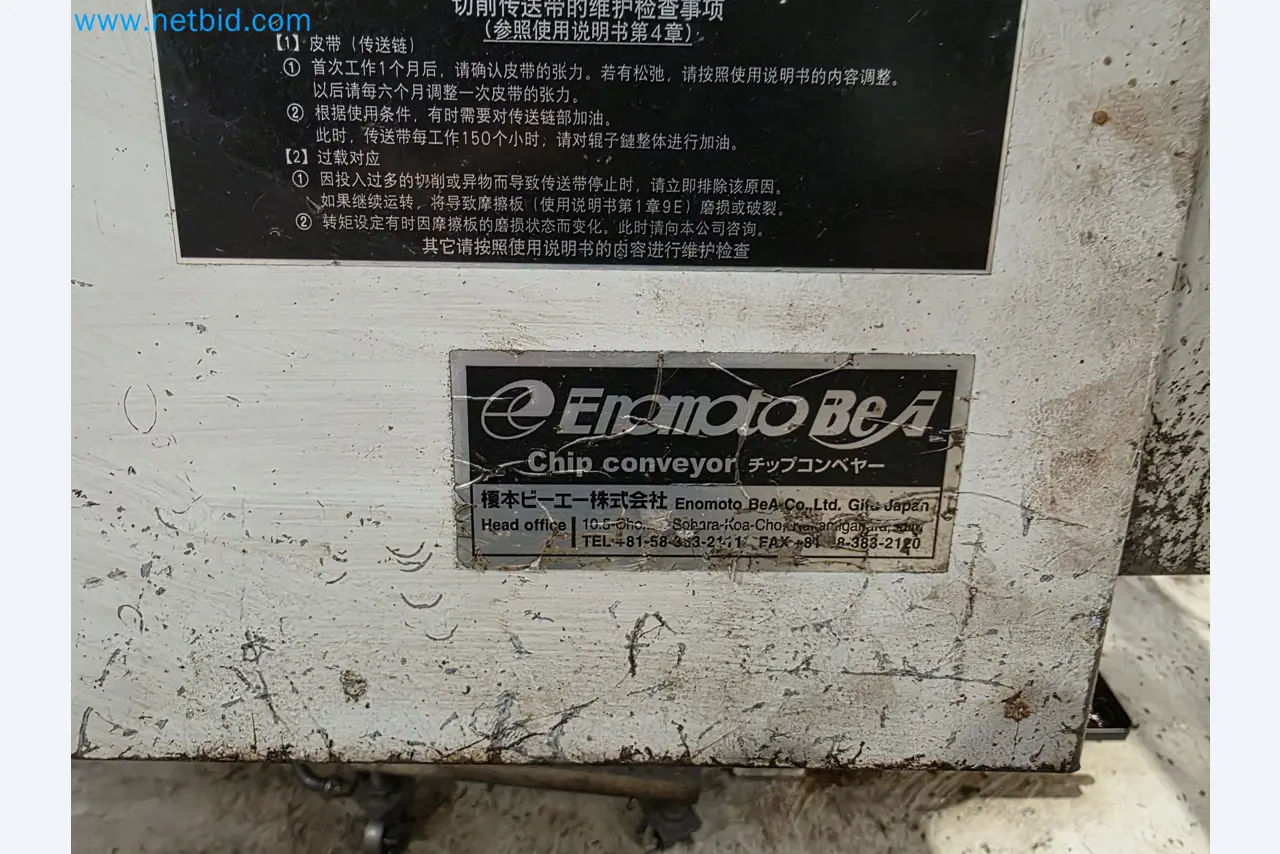 www.netbid.com
切削传送带的维护检查事项
(参照使用说明书第4章)
【1】皮带（传送链）
① 首次工作1个月后，请确认皮带的张力。若有松弛，请按照使用说明书的内容调整。
以后请每六个月调整一次皮带的张力。
② 根据使用条件，有时需要对传送链部加油。
此时，传送带每工作150个小时，请对辊子鏈整体进行加油。
【2】过载对应
① 因投入过多的切削或异物而导致传送带停止时，请立即排除该原因。
如果继续运转，将导致摩擦板（使用说明书第1章9E）磨损或破裂。
② 转矩设定有时因摩擦板的磨损状态而变化。此时请向本公司咨询。
其它请按照使用说明书的内容进行维护检查
e Enomoto BeA
Chip conveyor チップコンベヤー
榎本ビーエー株式会社 Enomoto BeA Co.,Ltd. Gifu Japan
Head office
TEL +81-58-383-2111 FAX +81 8-383-2120